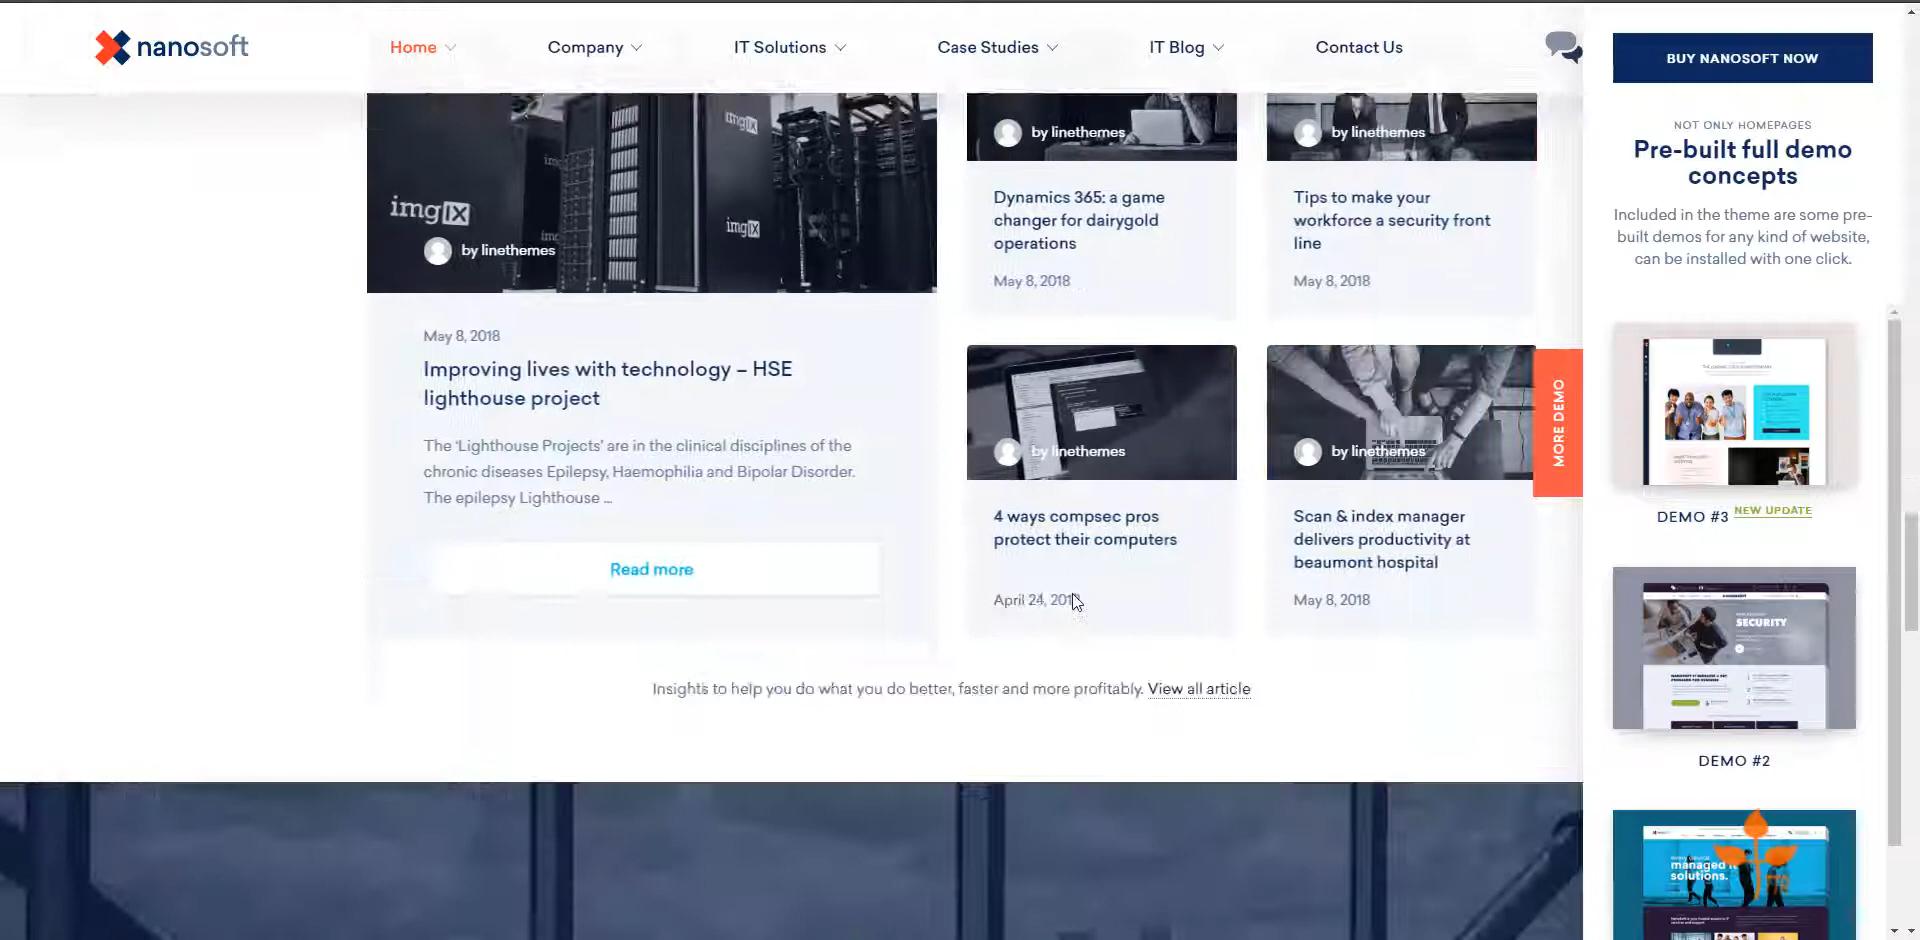 nanosoft
Home
Company
IT Solutions
Case Studies
IT Blog
Contact Us
BUY NANOSOFT NOW
NOT ONLY HOMEPAGES
Pre-built full demo
concepts
Included in the theme are some pre-
built demos for any kind of website,
can be installed with one click.
imgIX
imgIX
imgIX
by linethemes
May 8, 2018
Improving lives with technology – HSE
lighthouse project
The ‘Lighthouse Projects’ are in the clinical disciplines of the
chronic diseases Epilepsy, Haemophilia and Bipolar Disorder.
The epilepsy Lighthouse ...
Read more
by linethemes
Dynamics 365: a game
changer for dairygold
operations
May 8, 2018
by linethemes
Tips to make your
workforce a security front
line
May 8, 2018
by linethemes
4 ways compsec pros
protect their computers
April 24,
by linethemes
Scan & index manager
delivers productivity at
beaumont hospital
May 8, 2018
Insights to help you do what you do better, faster and more profitably. View all article
MORE DEMO
DEMO #3 NEW UPDATE
SECURITY
DEMO #2
managed
solutions.